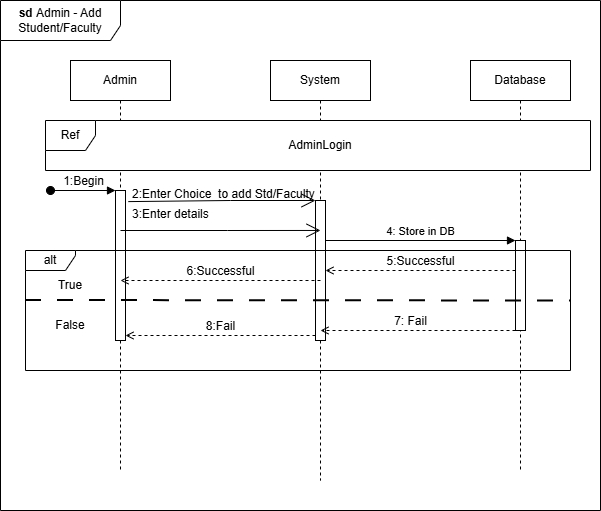 sd Admin - Add
Student/Faculty
Admin
System
Database
Ref
AdminLogin
1:Begin
2:Enter Choice to add Std/Faculty
3:Enter details
4: Store in DB
alt
5:Successful
6:Successful
True
False
7: Fail
8:Fail